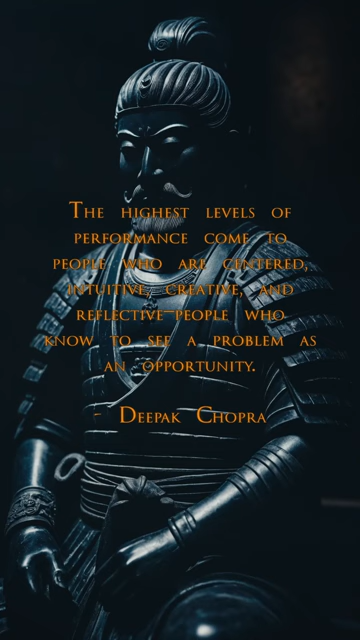 The highest levels of
performance come to
people who are centered,
intuitive, creative, and
reflective—people who
know to see a problem as
an opportunity.
- Deepak Chopra